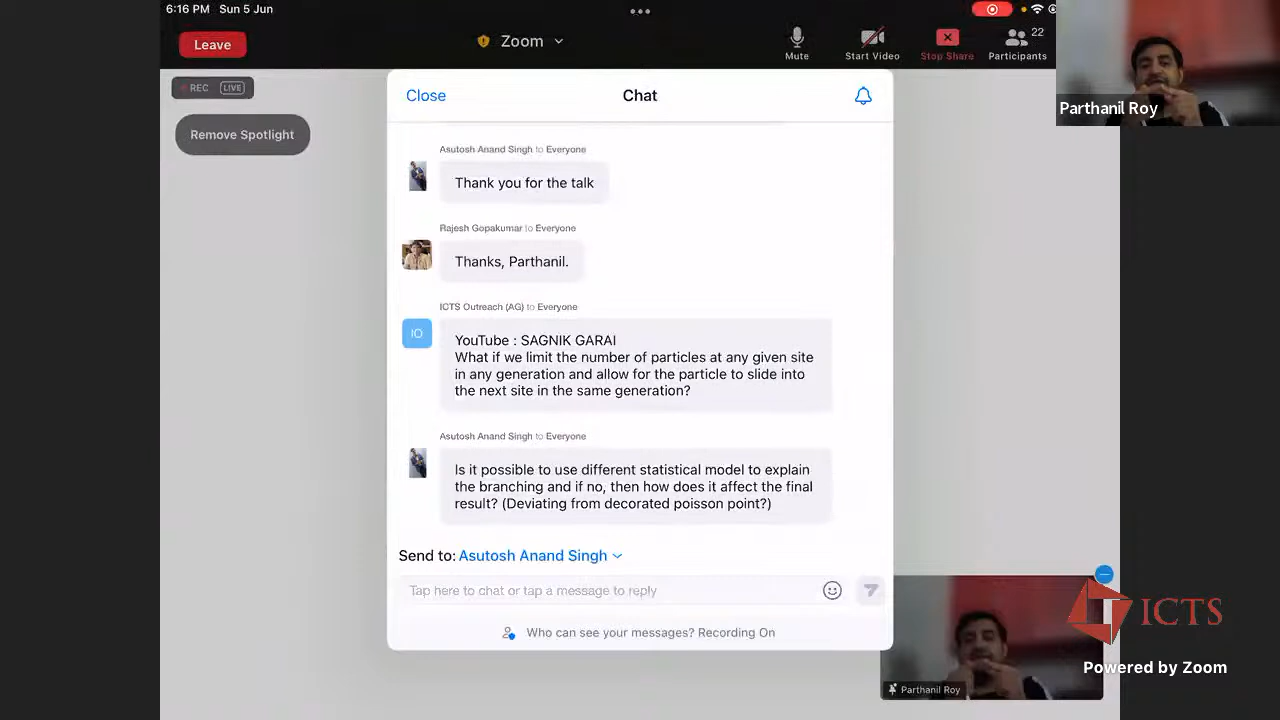 6:16 PM Sun 5 Jun
Leave
Zoom
Mute
Start Video
Stop Share
Participants
22
Parthanil Roy
REC LIVE
Remove Spotlight
Close
Chat
Asutosh Anand Singh to Everyone
Thank you for the talk
Rajesh Gopakumar to Everyone
Thanks, Parthanil.
ICTS Outreach (AG) to Everyone
IO
YouTube : SAGNIK GARAI
What if we limit the number of particles at any given site
in any generation and allow for the particle to slide into
the next site in the same generation?
Asutosh Anand Singh to Everyone
Is it possible to use different statistical model to explain
the branching and if no, then how does it affect the final
result? (Deviating from decorated poisson point?)
Send to: Asutosh Anand Singh
Tap here to chat or tap a message to reply
Who can see your messages? Recording On
ICTS
Powered by Zoom
Parthanil Roy